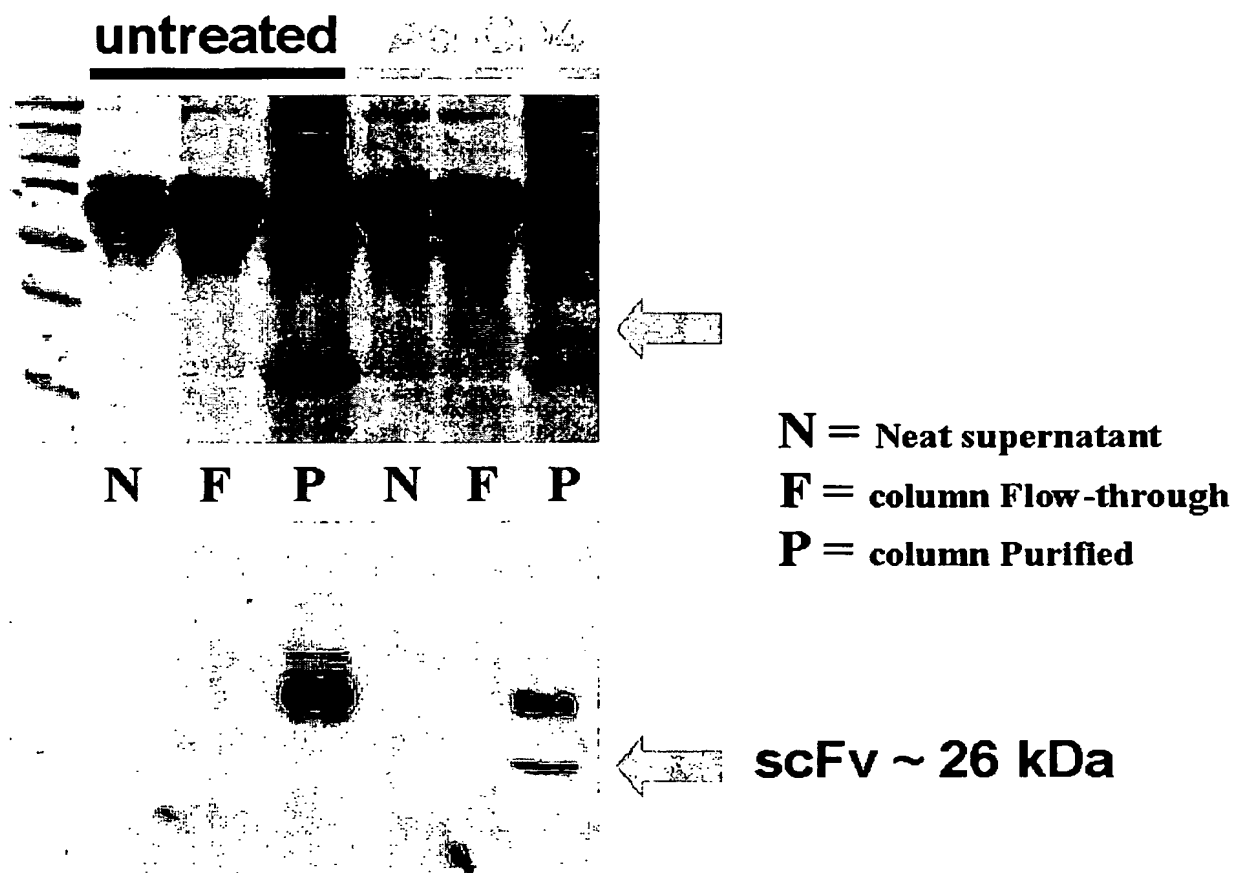 untreated
N F P N F P
N = Neat supernatant
F = column Flow-through
P = column Purified
scFv ~ 26 kDa